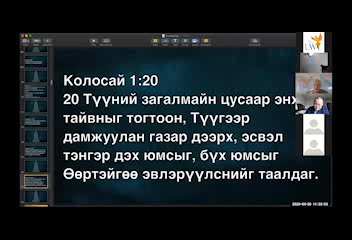 Колосай 1:20
20 Түүний загалмайн цусаар энх
тайвныг тогтоон, Түүгээр
дамжуулан газар дээрх, эсвэл
тэнгэр дэх юмсыг, бүх юмсыг
Өөртэйгөө эвлэрүүлснийг таалдаг.